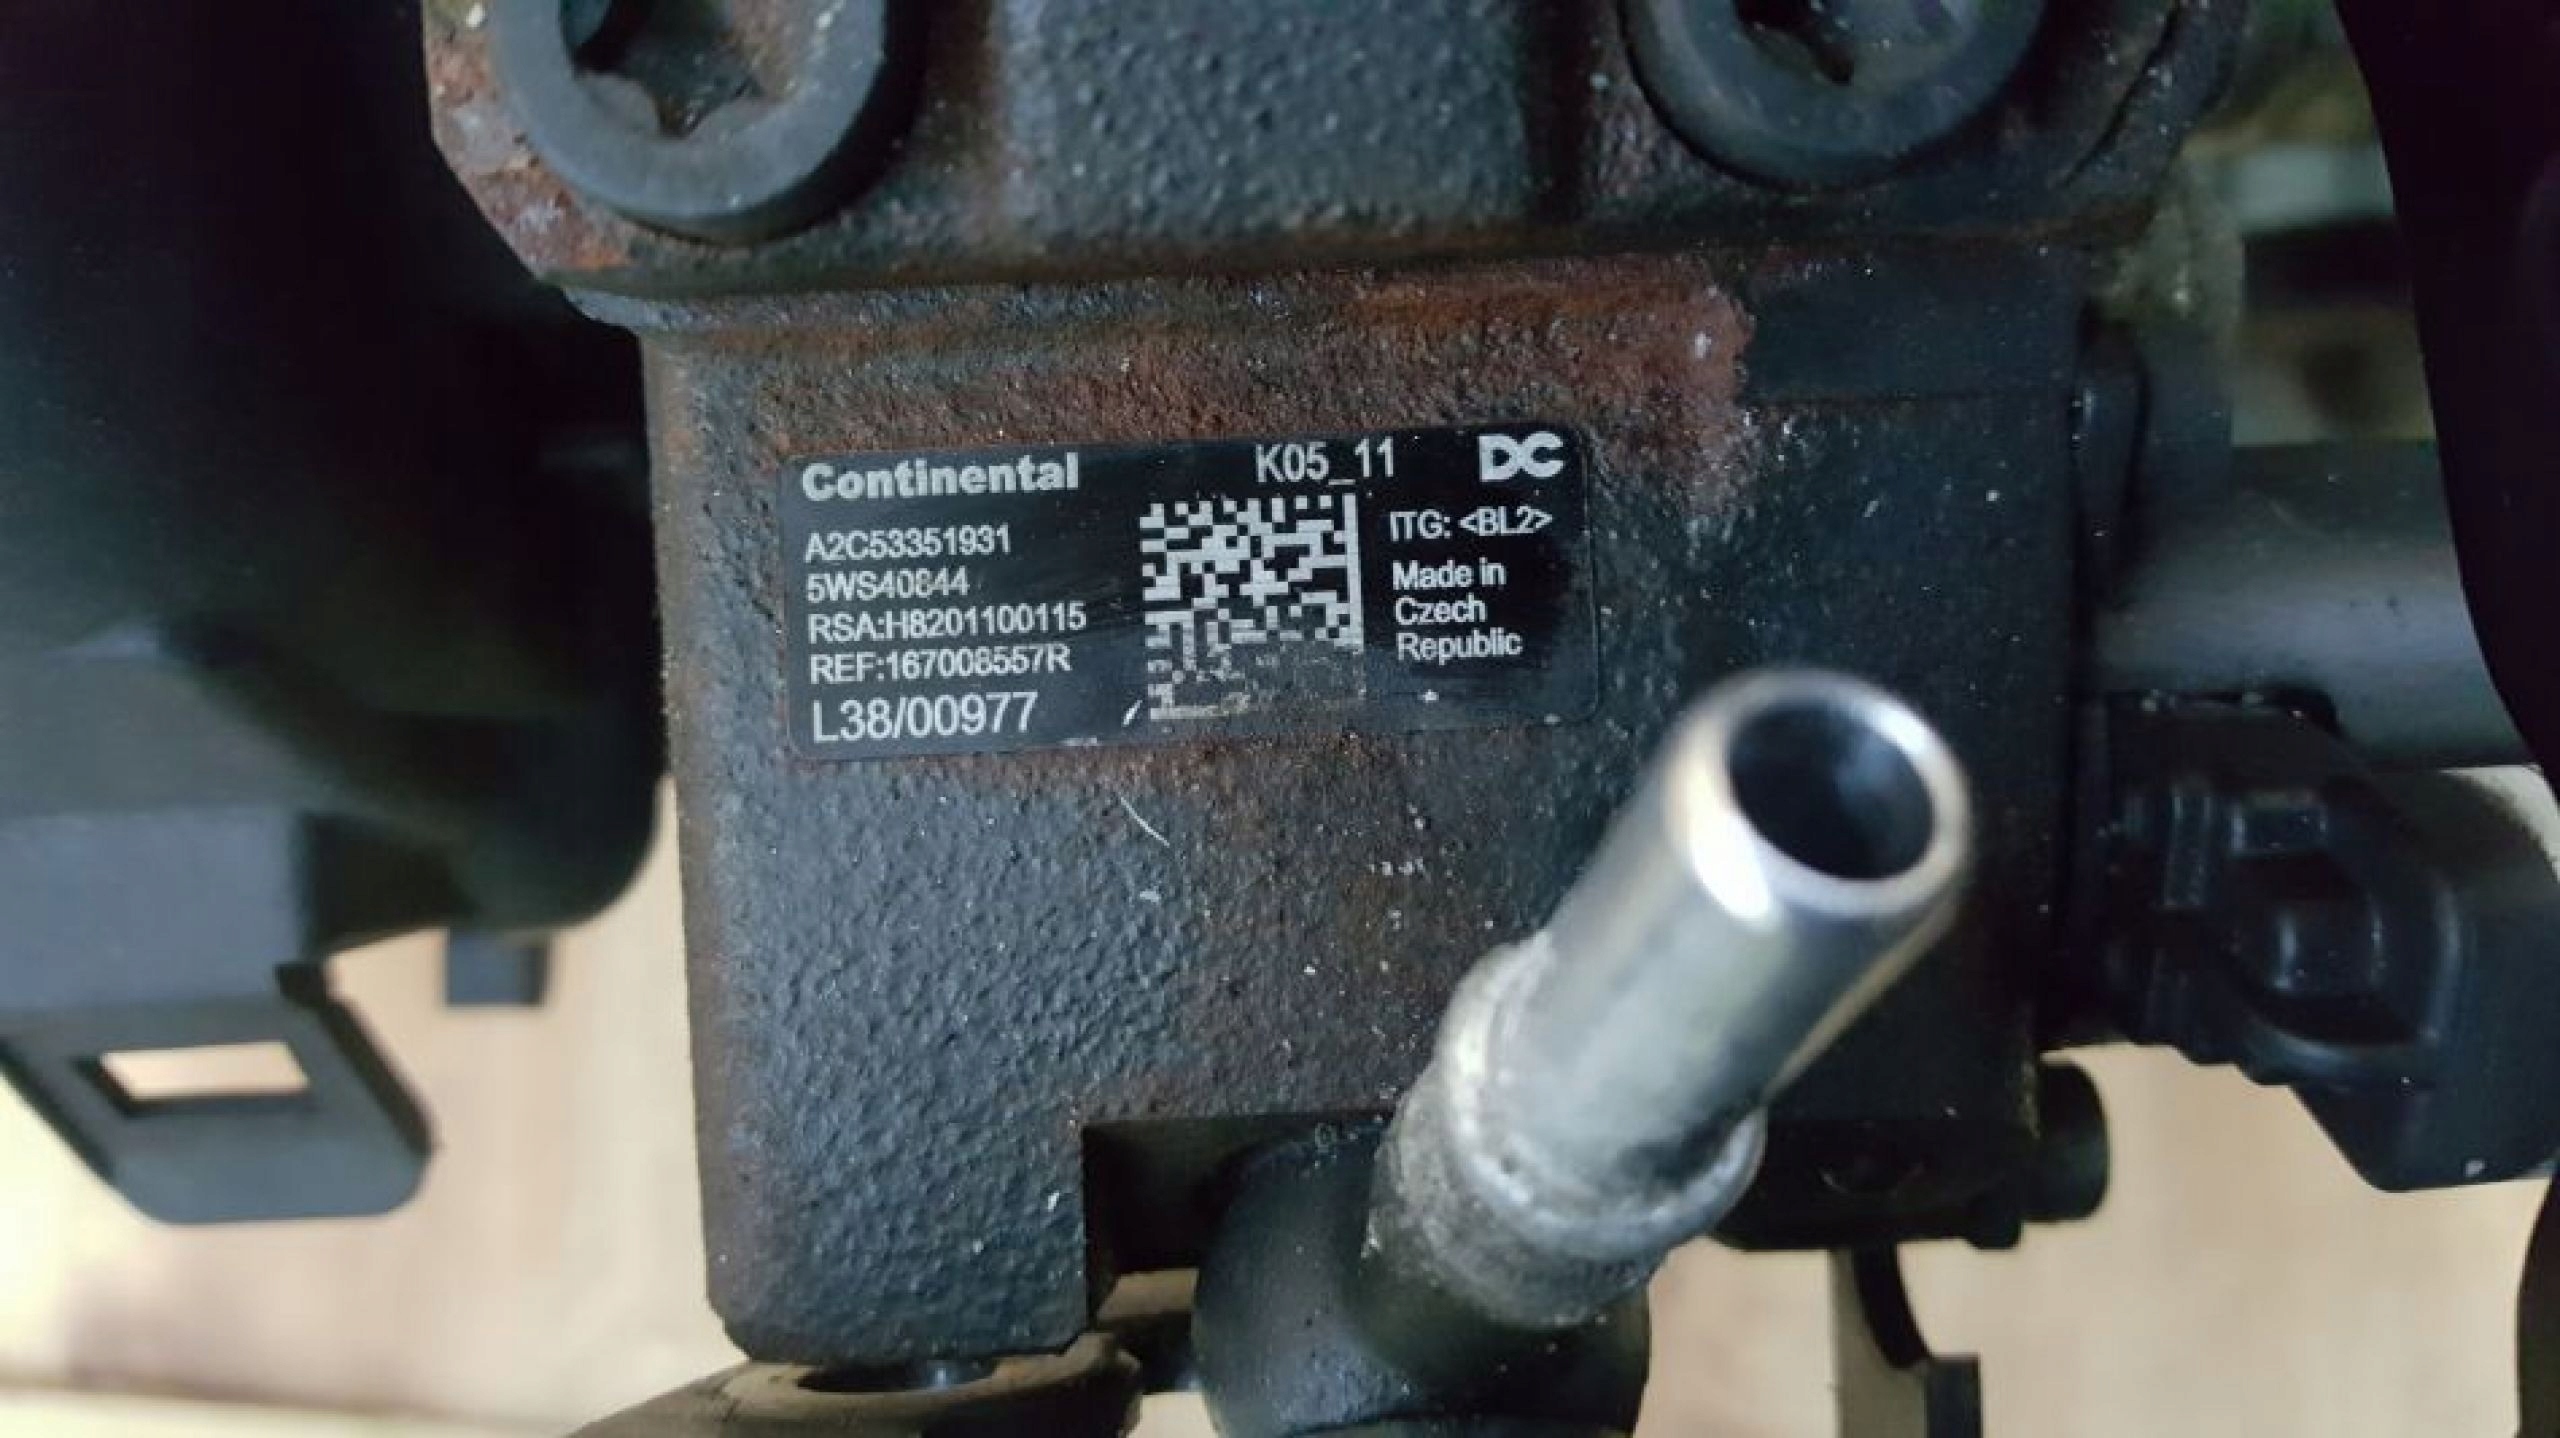 Continental K05_11 DC
A2C53351931 ITG: <BL2>
5WS40844 Made in
RSA:H8201100115 Czech
REF:167008557R Republic
L38/00977